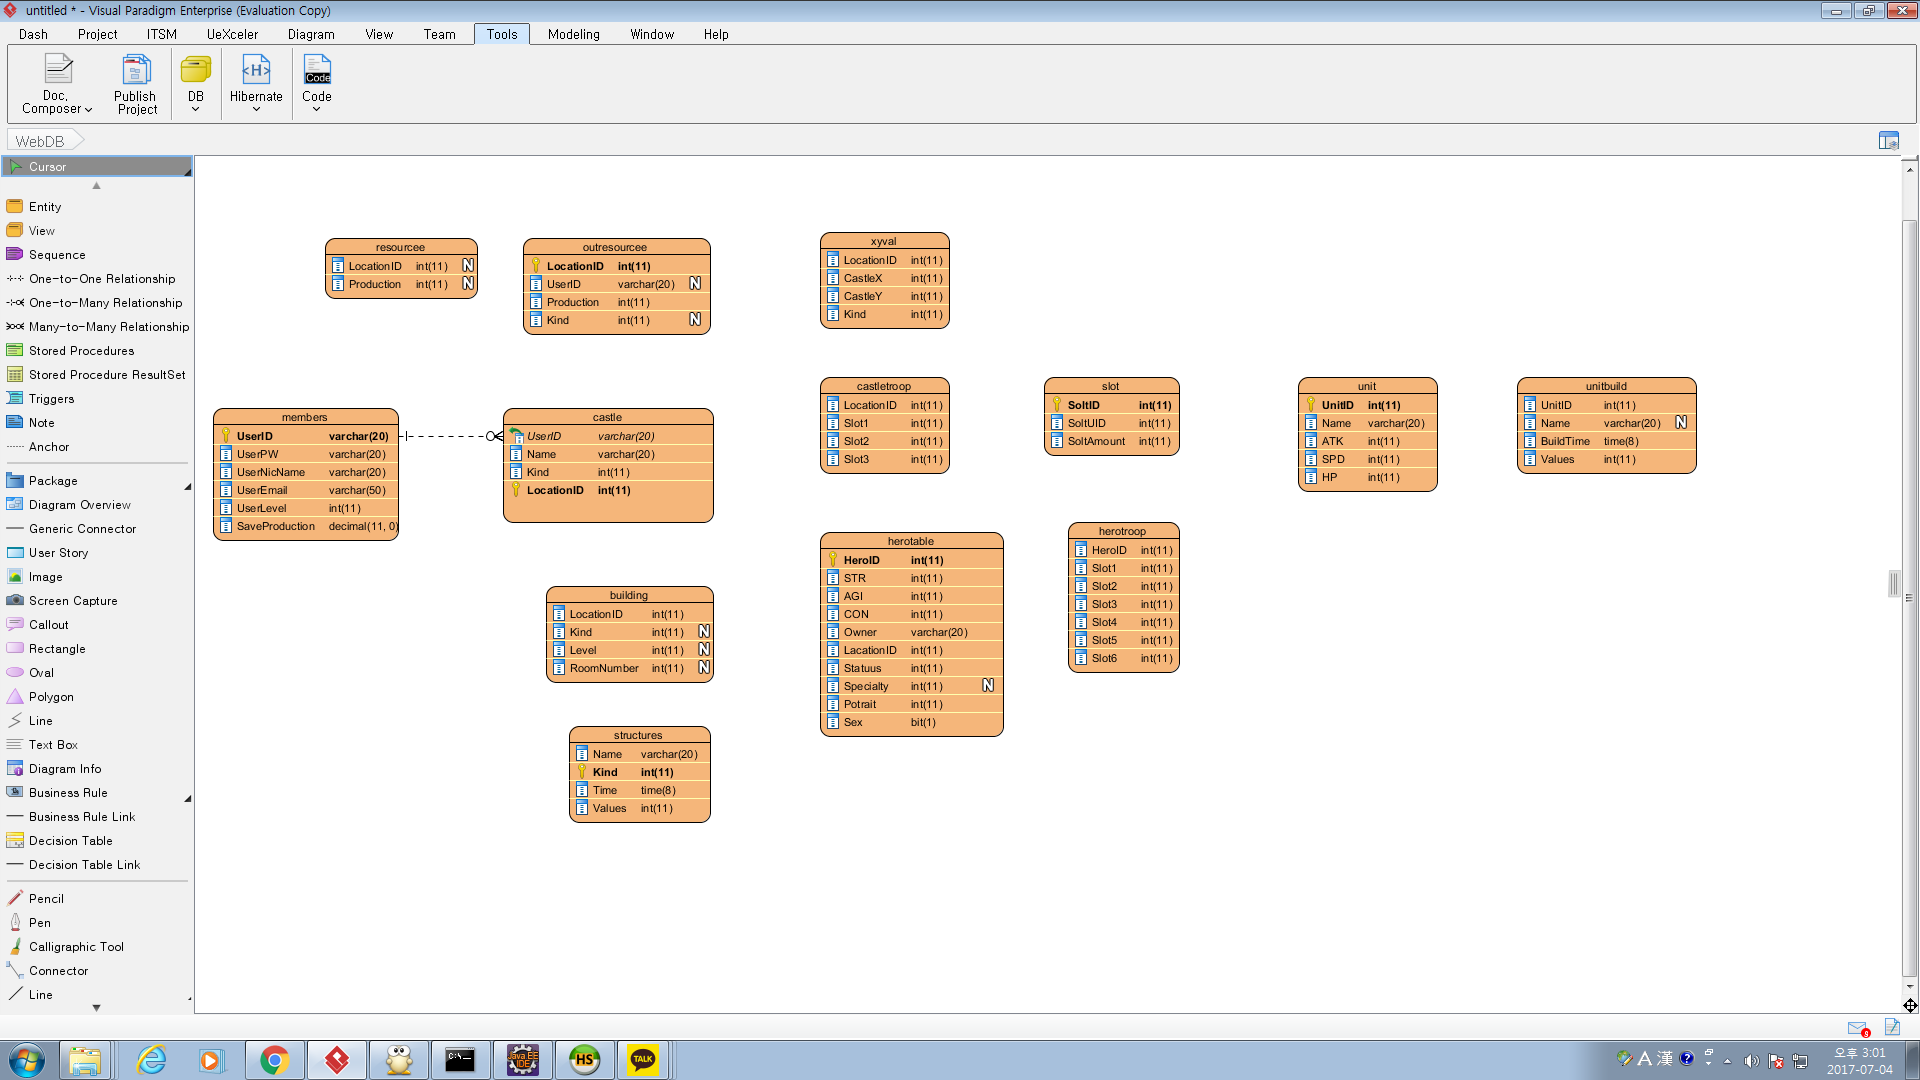 untitled * - Visual Paradigm Enterprise (Evaluation Copy)
Dash Project ITSM UeXceler Diagram View Team Tools Modeling Window Help
Doc. Composer
Publish Project
DB
Hibernate
Code
WebDB
Cursor
Entity
View
Sequence
One-to-One Relationship
One-to-Many Relationship
Many-to-Many Relationship
Stored Procedures
Stored Procedure ResultSet
Triggers
Note
Anchor
Package
Diagram Overview
Generic Connector
User Story
Image
Screen Capture
Callout
Rectangle
Oval
Polygon
Line
Text Box
Diagram Info
Business Rule
Business Rule Link
Decision Table
Decision Table Link
Pencil
Pen
Calligraphic Tool
Connector
Line
resourcee
LocationID int(11) N
Production int(11) N
outresourcee
LocationID int(11)
UserID varchar(20) N
Production int(11)
Kind int(11) N
xyval
LocationID int(11)
CastleX int(11)
CastleY int(11)
Kind int(11)
members
UserID varchar(20)
UserPW varchar(20)
UserNicName varchar(20)
UserEmail varchar(50)
UserLevel int(11)
SaveProduction decimal(11, 0)
castle
UserID varchar(20)
Name varchar(20)
Kind int(11)
LocationID int(11)
castletroop
LocationID int(11)
Slot1 int(11)
Slot2 int(11)
Slot3 int(11)
slot
SoltID int(11)
SoltUID int(11)
SoltAmount int(11)
unit
UnitID int(11)
Name varchar(20)
ATK int(11)
SPD int(11)
HP int(11)
unitbuild
UnitID int(11)
Name varchar(20) N
BuildTime time(8)
Values int(11)
building
LocationID int(11)
Kind int(11) N
Level int(11) N
RoomNumber int(11) N
herotable
HeroID int(11)
STR int(11)
AGI int(11)
CON int(11)
Owner varchar(20)
LacationID int(11)
Statuus int(11)
Specialty int(11) N
Potrait int(11)
Sex bit(1)
herotroop
HeroID int(11)
Slot1 int(11)
Slot2 int(11)
Slot3 int(11)
Slot4 int(11)
Slot5 int(11)
Slot6 int(11)
structures
Name varchar(20)
Kind int(11)
Time time(8)
Values int(11)
C:\_
Java EE IDE
HS
TALK
A 漢
오후 3:01
2017-07-04